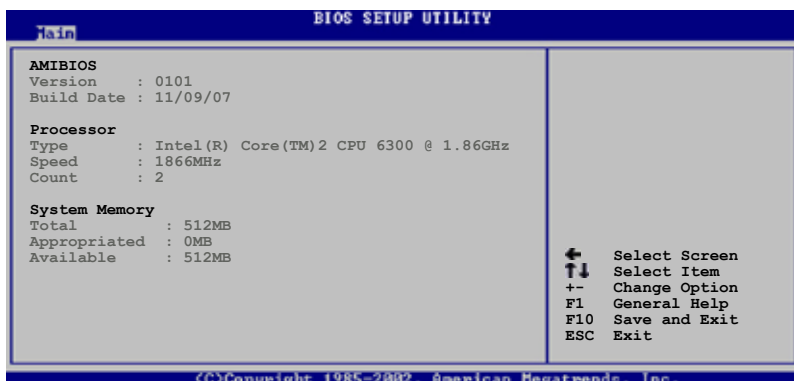 BIOS SETUP UTILITY
Main
AMIBIOS
Version : 0101
Build Date : 11/09/07
Processor
Type : Intel(R) Core(TM)2 CPU 6300 @ 1.86GHz
Speed : 1866MHz
Count : 2
System Memory
Total : 512MB
Appropriated : 0MB
Available : 512MB
← Select Screen
↑↓ Select Item
+- Change Option
F1 General Help
F10 Save and Exit
ESC Exit
(C)Copyright 1985-2002, American Megatrends, Inc.